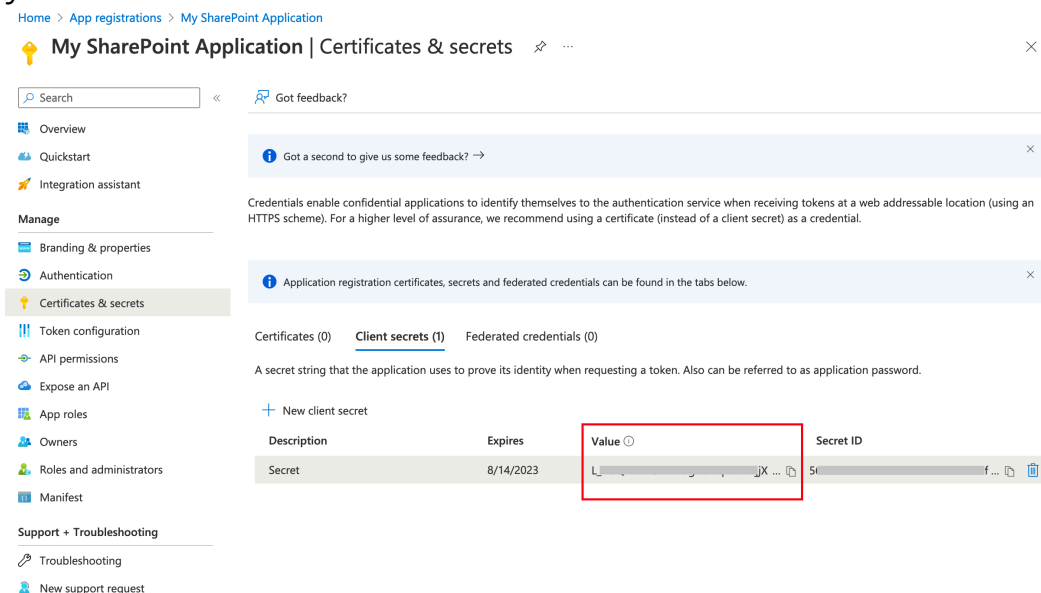 Home > App registrations > My SharePoint Application
My SharePoint Application | Certificates & secrets
Search
Overview
Quickstart
Integration assistant
Manage
Branding & properties
Authentication
Certificates & secrets
Token configuration
API permissions
Expose an API
App roles
Owners
Roles and administrators
Manifest
Support + Troubleshooting
Troubleshooting
New support request
Got feedback?
Got a second to give us some feedback? →
Credentials enable confidential applications to identify themselves to the authentication service when receiving tokens at a web addressable location (using an
HTTPS scheme). For a higher level of assurance, we recommend using a certificate (instead of a client secret) as a credential.
Application registration certificates, secrets and federated credentials can be found in the tabs below.
Certificates (0) Client secrets (1) Federated credentials (0)
A secret string that the application uses to prove its identity when requesting a token. Also can be referred to as application password.
New client secret
Description Expires Value Secret ID
Secret 8/14/2023